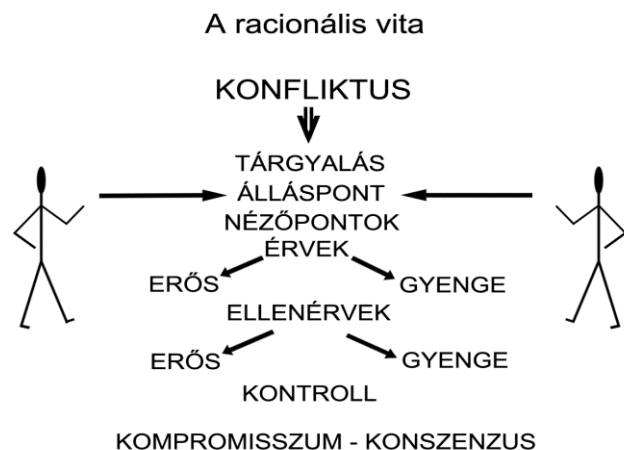 A racionális vita
KONFLIKTUS
TÁRGYALÁS
ÁLLÁSPONT
NÉZŐPONTOK
ÉRVEK
ERŐS GYENGE
ELLENÉRVEK
ERŐS GYENGE
KONTROLL
KOMPROMISSZUM - KONSZENZUS